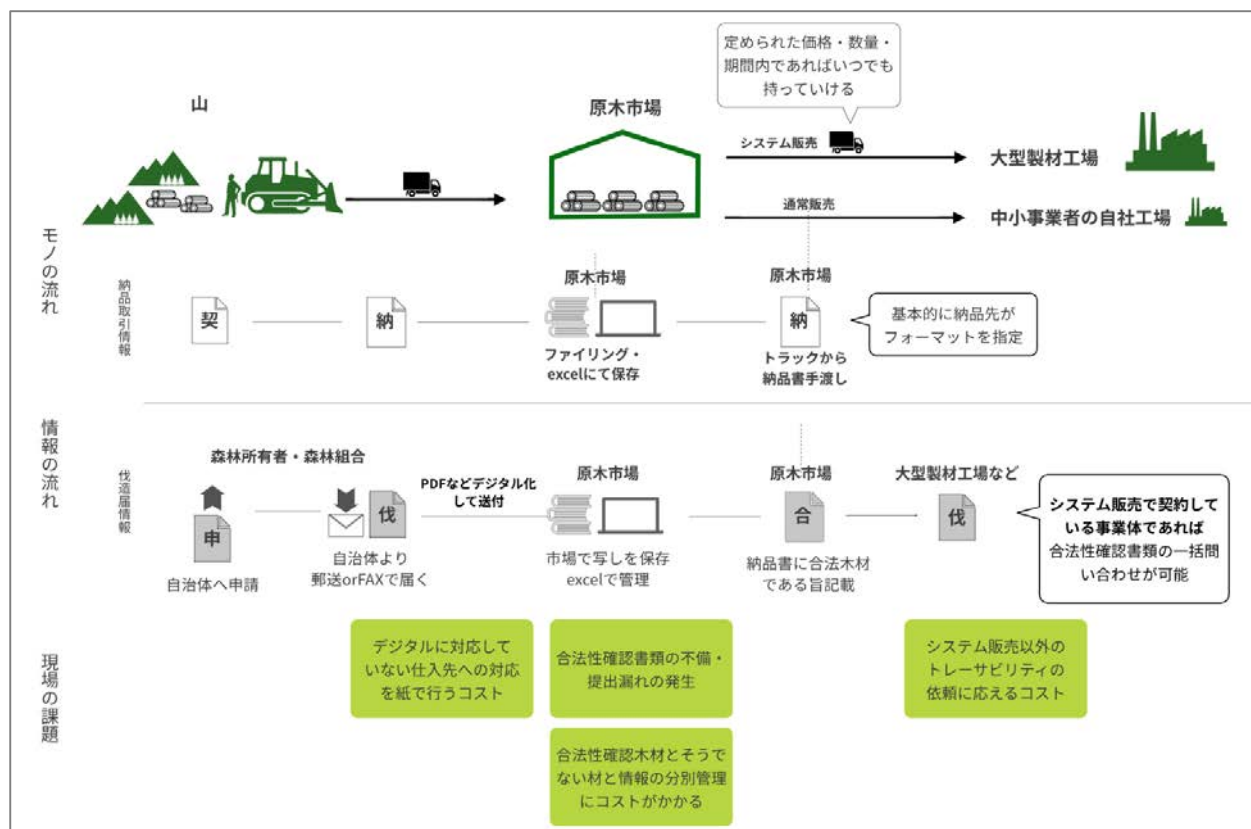 定められた価格・数量・
期間内であればいつでも
持っていける
山
原木市場
システム販売
大型製材工場
通常販売
中小事業者の自社工場
モノの流れ
納品取引情報
契
納
原木市場
ファイリング・
excelにて保存
原木市場
納
トラックから
納品書手渡し
基本的に納品先が
フォーマットを指定
情報の流れ
伐造届情報
森林所有者・森林組合
申
自治体へ申請
伐
自治体より
郵送orFAXで届く
PDFなどデジタル化
して送付
原木市場
市場で写しを保存
excelで管理
原木市場
合
納品書に合法木材
である旨記載
大型製材工場など
伐
システム販売で契約して
いる事業体であれば
合法性確認書類の一括問
い合わせが可能
現場の課題
デジタルに対応して
いない仕入先への対応
を紙で行うコスト
合法性確認書類の不備・
提出漏れの発生
システム販売以外の
トレーサビリティの
依頼に応えるコスト
合法性確認木材とそうで
ない材と情報の分別管理
にコストがかかる